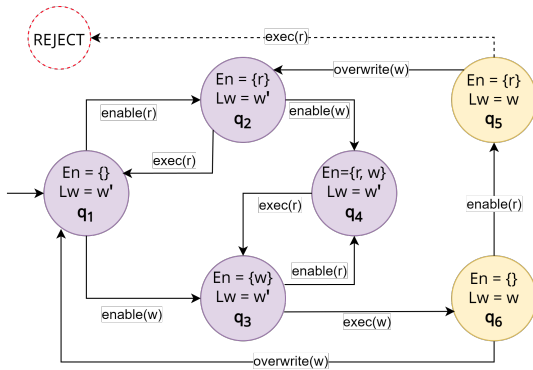 REJECT
exec(r)
overwrite(w)
En = {r}
Lw = w'
q2
En = {r}
Lw = w
q5
enable(r)
enable(w)
exec(r)
En = {}
Lw = w'
q1
En={r, w}
Lw = w'
q4
exec(r)
enable(r)
En = {w}
Lw = w'
q3
enable(r)
En = {}
Lw = w
q6
enable(w)
exec(w)
overwrite(w)